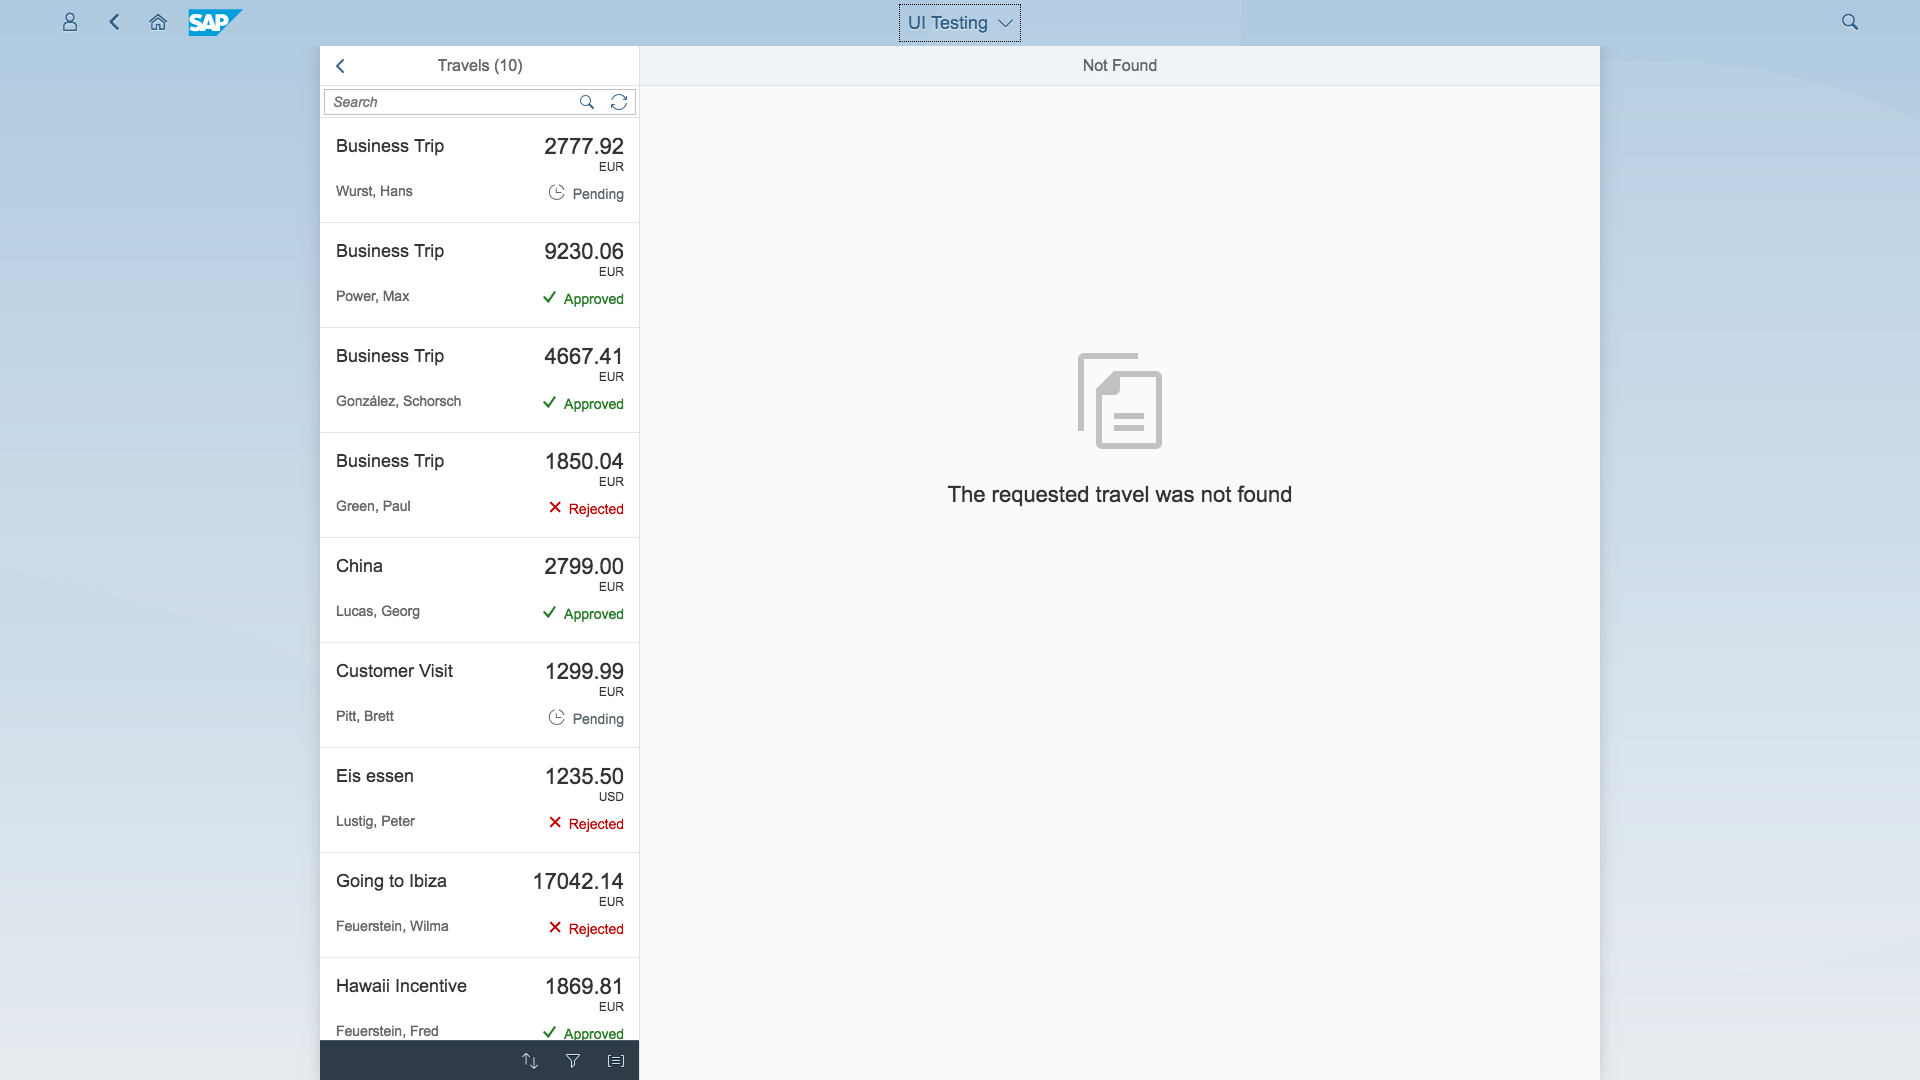 SAP
UI Testing
Travels (10)
Not Found
Search
Business Trip 2777.92
EUR
Wurst, Hans Pending
Business Trip 9230.06
EUR
Power, Max Approved
Business Trip 4667.41
EUR
González, Schorsch Approved
Business Trip 1850.04
EUR
Green, Paul Rejected
China 2799.00
EUR
Lucas, Georg Approved
Customer Visit 1299.99
EUR
Pitt, Brett Pending
Eis essen 1235.50
USD
Lustig, Peter Rejected
Going to Ibiza 17042.14
EUR
Feuerstein, Wilma Rejected
Hawaii Incentive 1869.81
EUR
Feuerstein, Fred Approved
The requested travel was not found